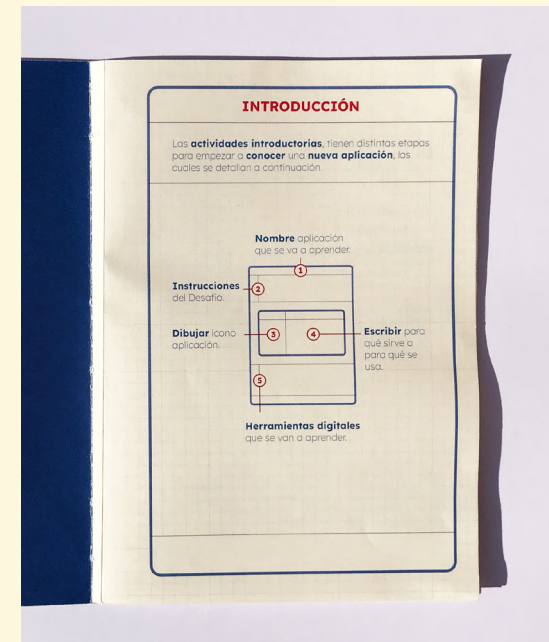 INTRODUCCIÓN
Las actividades introductorias, tienen distintas etapas
para empezar a conocer una nueva aplicación, las
cuales se detallan a continuación.
Nombre aplicación
que se va a aprender.
1
Instrucciones
del Desafío.
2
Dibujar ícono
aplicación.
3
4
Escribir para
qué sirve o
para qué se
usa.
5
Herramientas digitales
que se van a aprender.